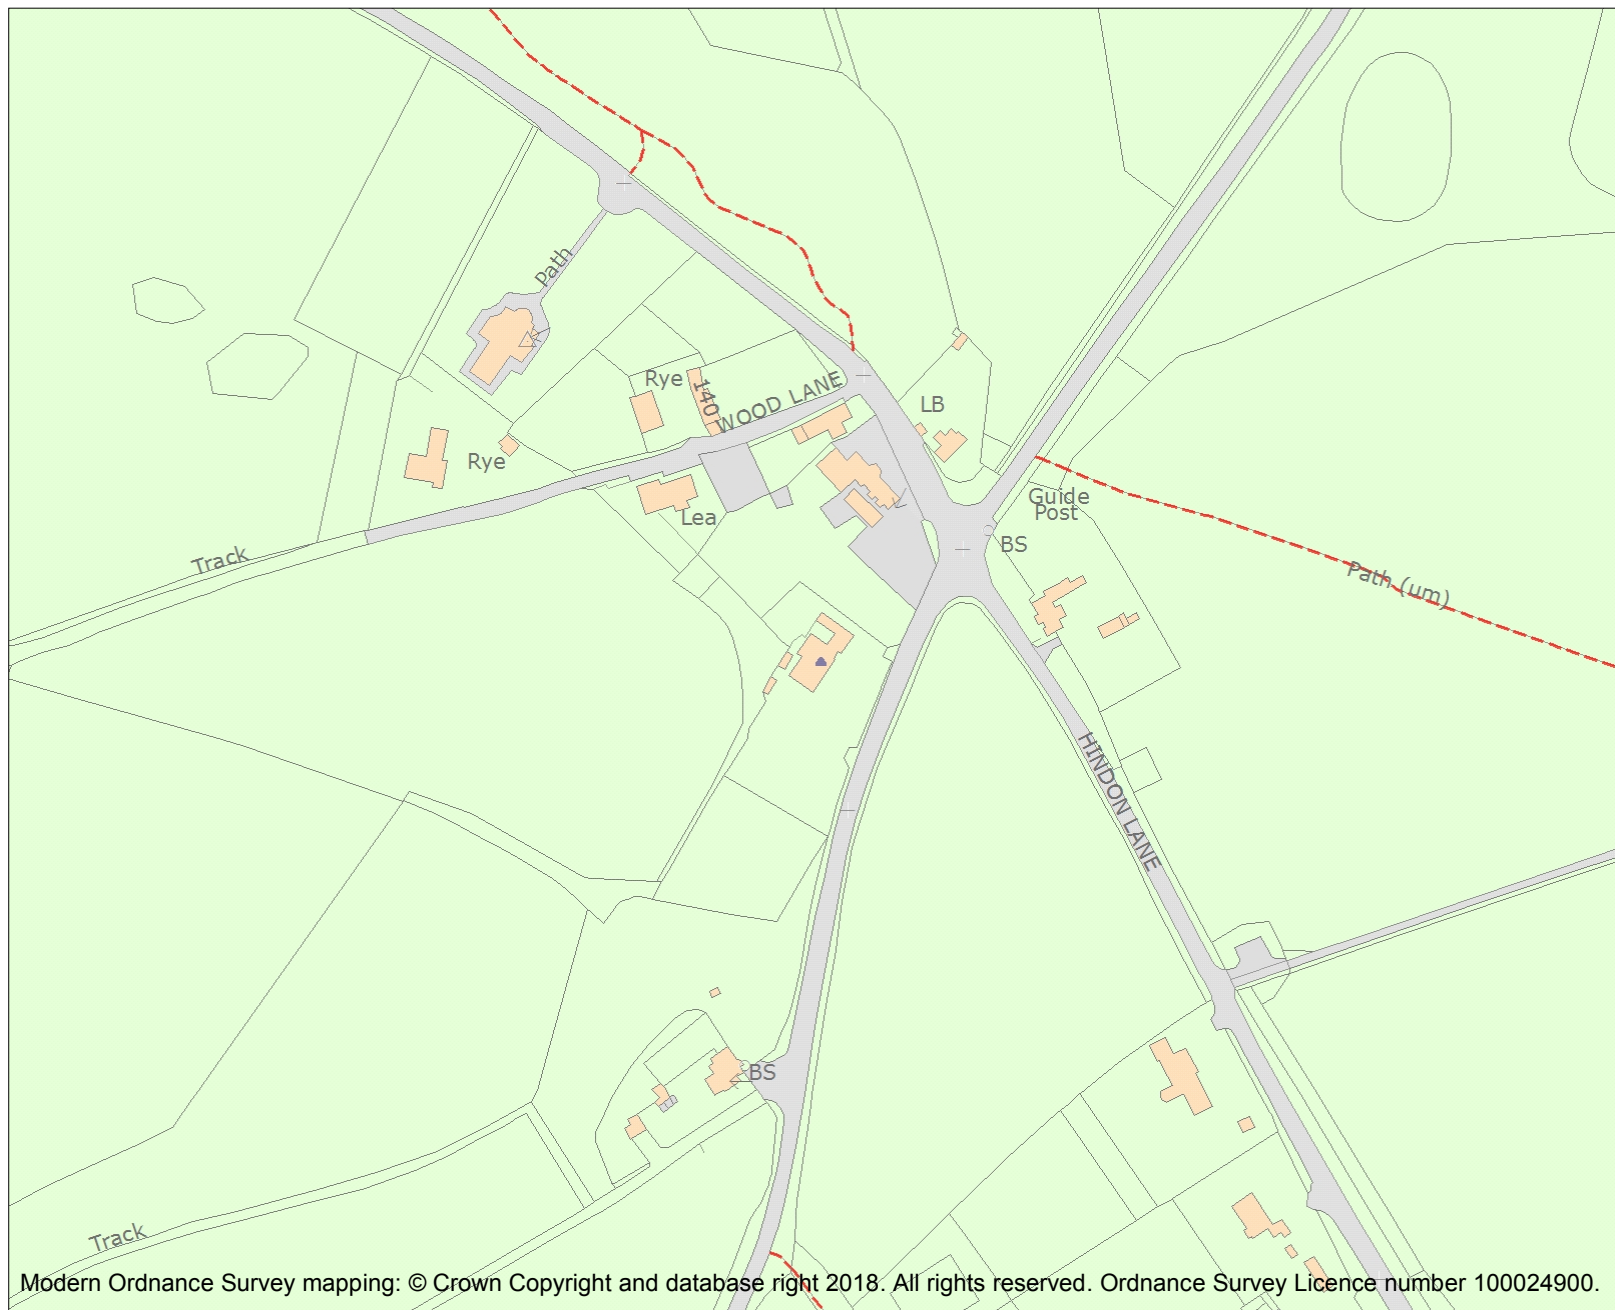 Path
Rye
140
WOOD LANE
LB
Rye
Lea
Guide
Post
BS
Track
Path (um)
HINDON LANE
BS
Track
Modern Ordnance Survey mapping: © Crown Copyright and database right 2018. All rights reserved. Ordnance Survey Licence number 100024900.